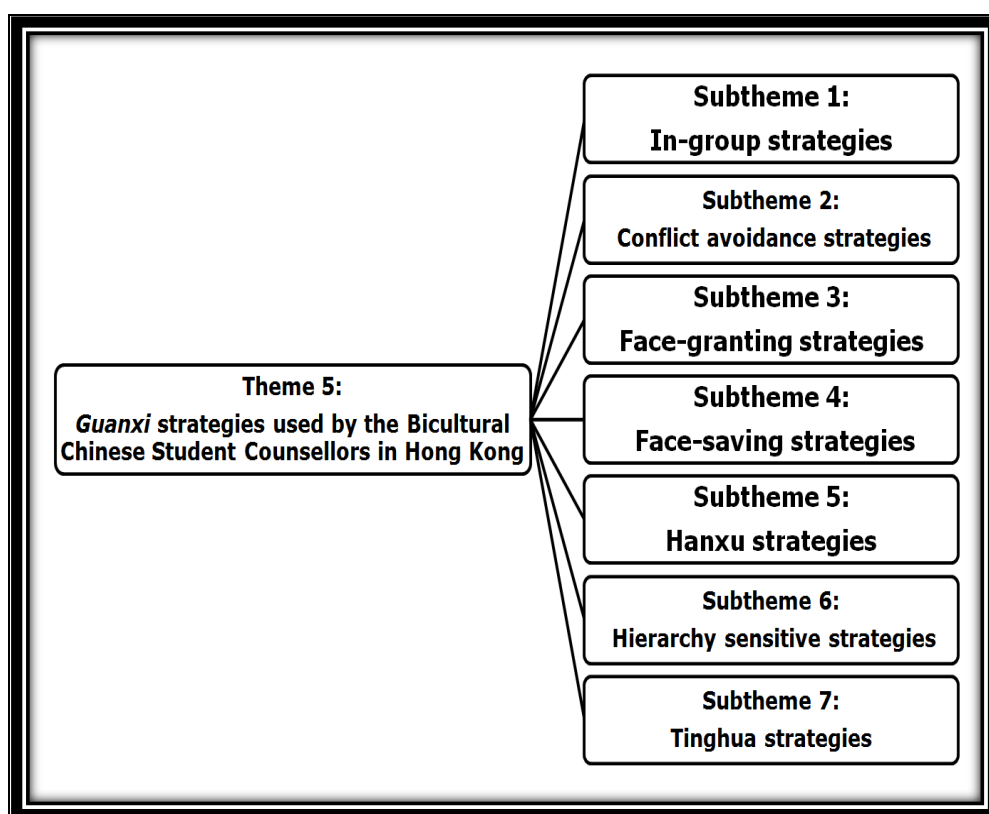 Theme 5:
Guanxi strategies used by the Bicultural
Chinese Student Counsellors in Hong Kong
Subtheme 1:
In-group strategies
Subtheme 2:
Conflict avoidance strategies
Subtheme 3:
Face-granting strategies
Subtheme 4:
Face-saving strategies
Subtheme 5:
Hanxu strategies
Subtheme 6:
Hierarchy sensitive strategies
Subtheme 7:
Tinghua strategies